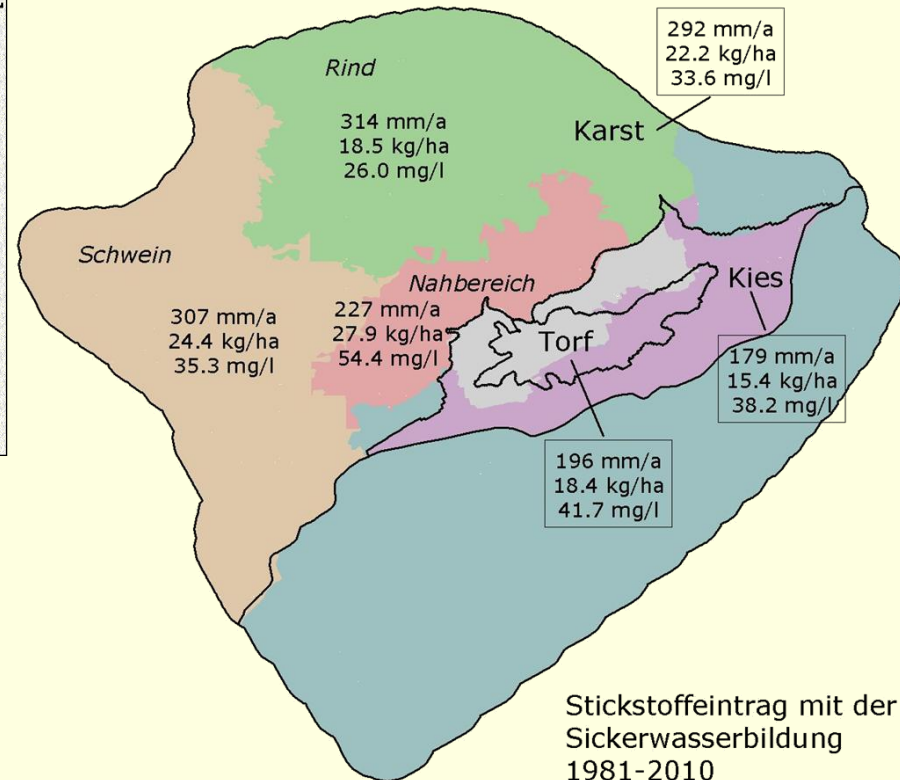 292 mm/a
22.2 kg/ha
33.6 mg/l
Rind
314 mm/a
18.5 kg/ha
26.0 mg/l
Karst
Schwein
307 mm/a
24.4 kg/ha
35.3 mg/l
Nahbereich
227 mm/a
27.9 kg/ha
54.4 mg/l
Torf
Kies
179 mm/a
15.4 kg/ha
38.2 mg/l
196 mm/a
18.4 kg/ha
41.7 mg/l
Stickstoffeintrag mit der
Sickerwasserbildung
1981-2010